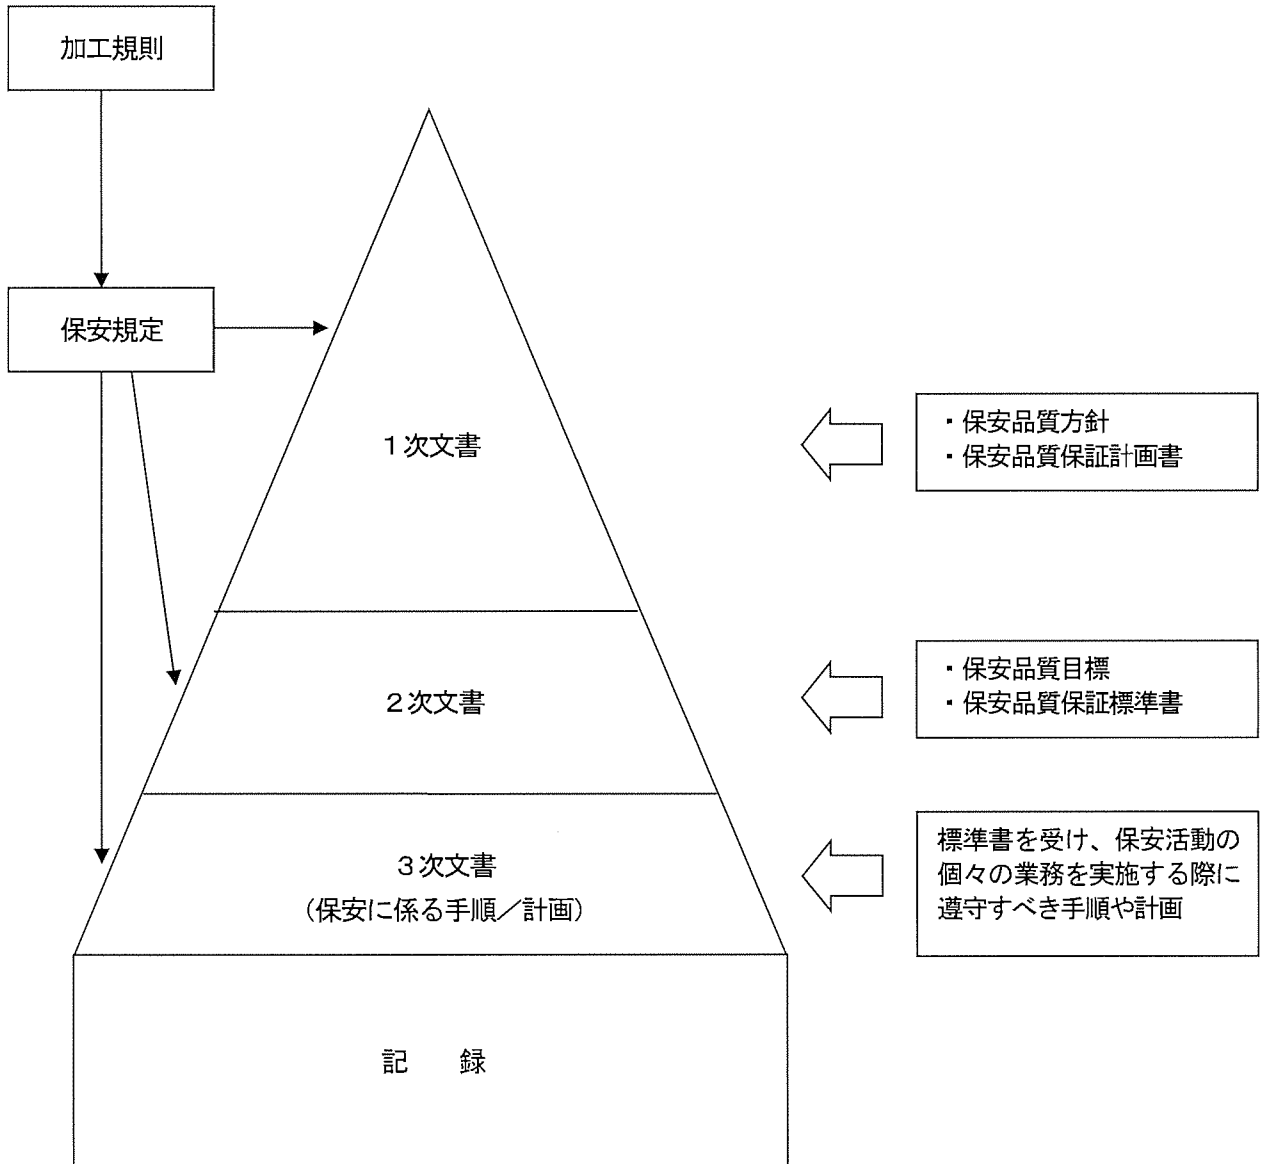 加工規則
保安規定
１次文書
・保安品質方針
・保安品質保証計画書
２次文書
・保安品質目標
・保安品質保証標準書
３次文書
（保安に係る手順／計画）
標準書を受け、保安活動の
個々の業務を実施する際に
遵守すべき手順や計画
記　録